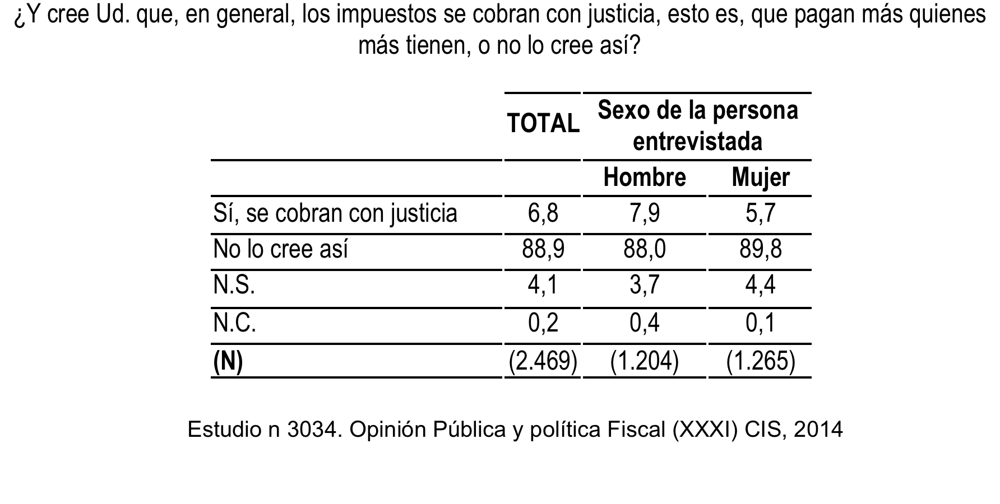 ¿Y cree Ud. que, en general, los impuestos se cobran con justicia, esto es, que pagan más quienes
más tienen, o no lo cree así?
TOTAL Sexo de la persona
entrevistada
Hombre Mujer
Sí, se cobran con justicia 6,8 7,9 5,7
No lo cree así 88,9 88,0 89,8
N.S. 4,1 3,7 4,4
N.C. 0,2 0,4 0,1
(N) (2.469) (1.204) (1.265)
Estudio n 3034. Opinión Pública y política Fiscal (XXXI) CIS, 2014